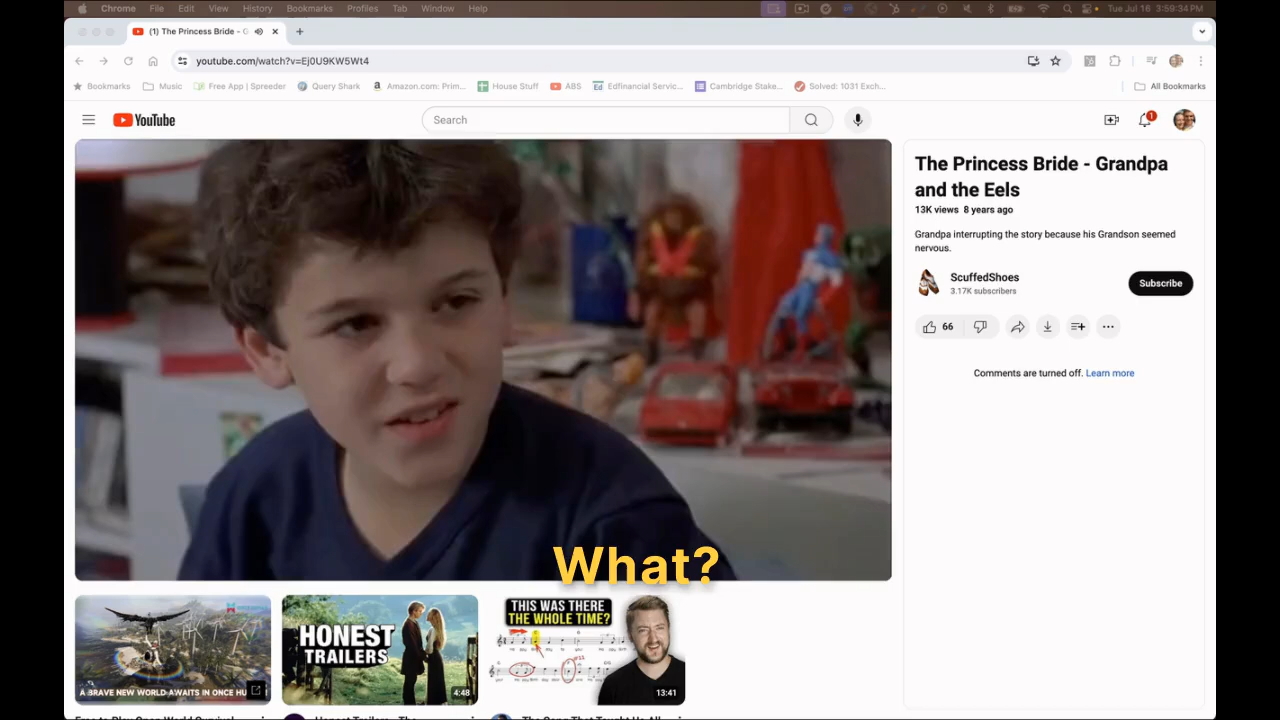 Chrome File Edit View History Bookmarks Profiles Tab Window Help
Tue Jul 16 3:59:34 PM
(1) The Princess Bride - G
youtube.com/watch?v=Ej0U9KW5Wt4
Bookmarks Music Free App | Spreeder Query Shark Amazon.com: Prim... House Stuff ABS Edfinancial Servic... Cambridge Stake... Solved: 1031 Exch... All Bookmarks
YouTube
Search
1
The Princess Bride - Grandpa
and the Eels
13K views 8 years ago
Grandpa interrupting the story because his Grandson seemed
nervous.
ScuffedShoes
3.17K subscribers
Subscribe
66
Comments are turned off. Learn more
What?
A BRAVE NEW WORLD AWAITS IN ONCE HU
HONEST
TRAILERS
4:48
THIS WAS THERE
THE WHOLE TIME?
13:41